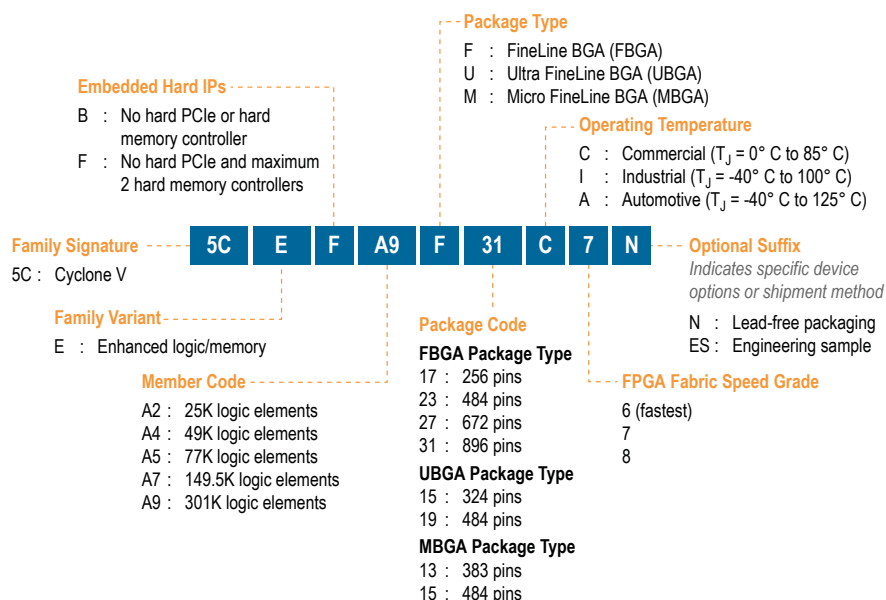 Package Type
F : FineLine BGA (FBGA)
U : Ultra FineLine BGA (UBGA)
M : Micro FineLine BGA (MBGA)
Embedded Hard IPs
B : No hard PCIe or hard
memory controller
F : No hard PCIe and maximum
2 hard memory controllers
Operating Temperature
C : Commercial (TJ = 0° C to 85° C)
I : Industrial (TJ = -40° C to 100° C)
A : Automotive (TJ = -40° C to 125° C)
Family Signature
5C : Cyclone V
5C E F A9 F 31 C 7 N
Optional Suffix
Indicates specific device
options or shipment method
N : Lead-free packaging
ES : Engineering sample
Family Variant
E : Enhanced logic/memory
Member Code
A2 : 25K logic elements
A4 : 49K logic elements
A5 : 77K logic elements
A7 : 149.5K logic elements
A9 : 301K logic elements
Package Code
FBGA Package Type
17 : 256 pins
23 : 484 pins
27 : 672 pins
31 : 896 pins
UBGA Package Type
15 : 324 pins
19 : 484 pins
MBGA Package Type
13 : 383 pins
15 : 484 pins
FPGA Fabric Speed Grade
6 (fastest)
7
8